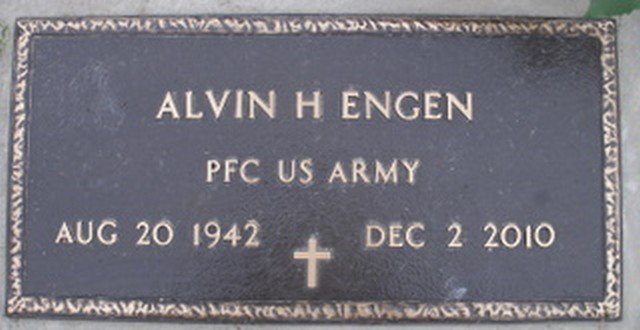 ALVIN H ENGEN
PFC US ARMY
AUG 20 1942 DEC 2 2010